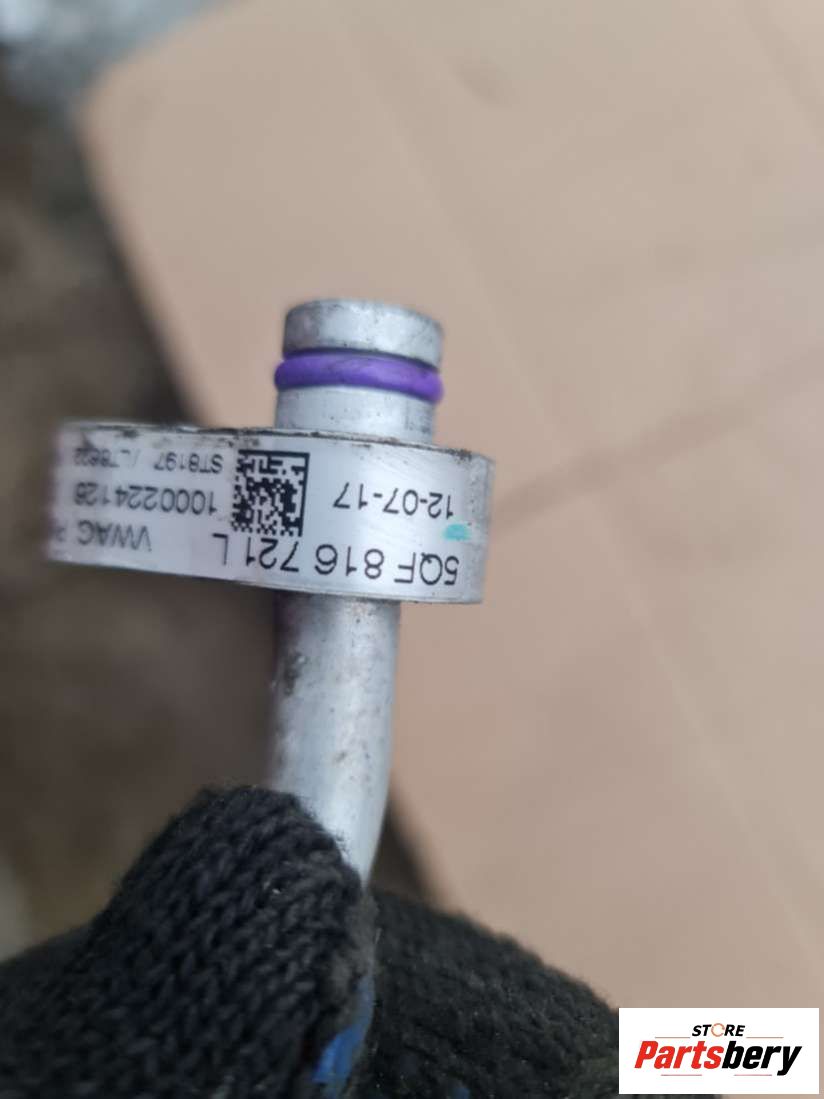 5QF 816 721 L
VWAG
12-07-17
1000224128
ST8197
STORE
Partsbery